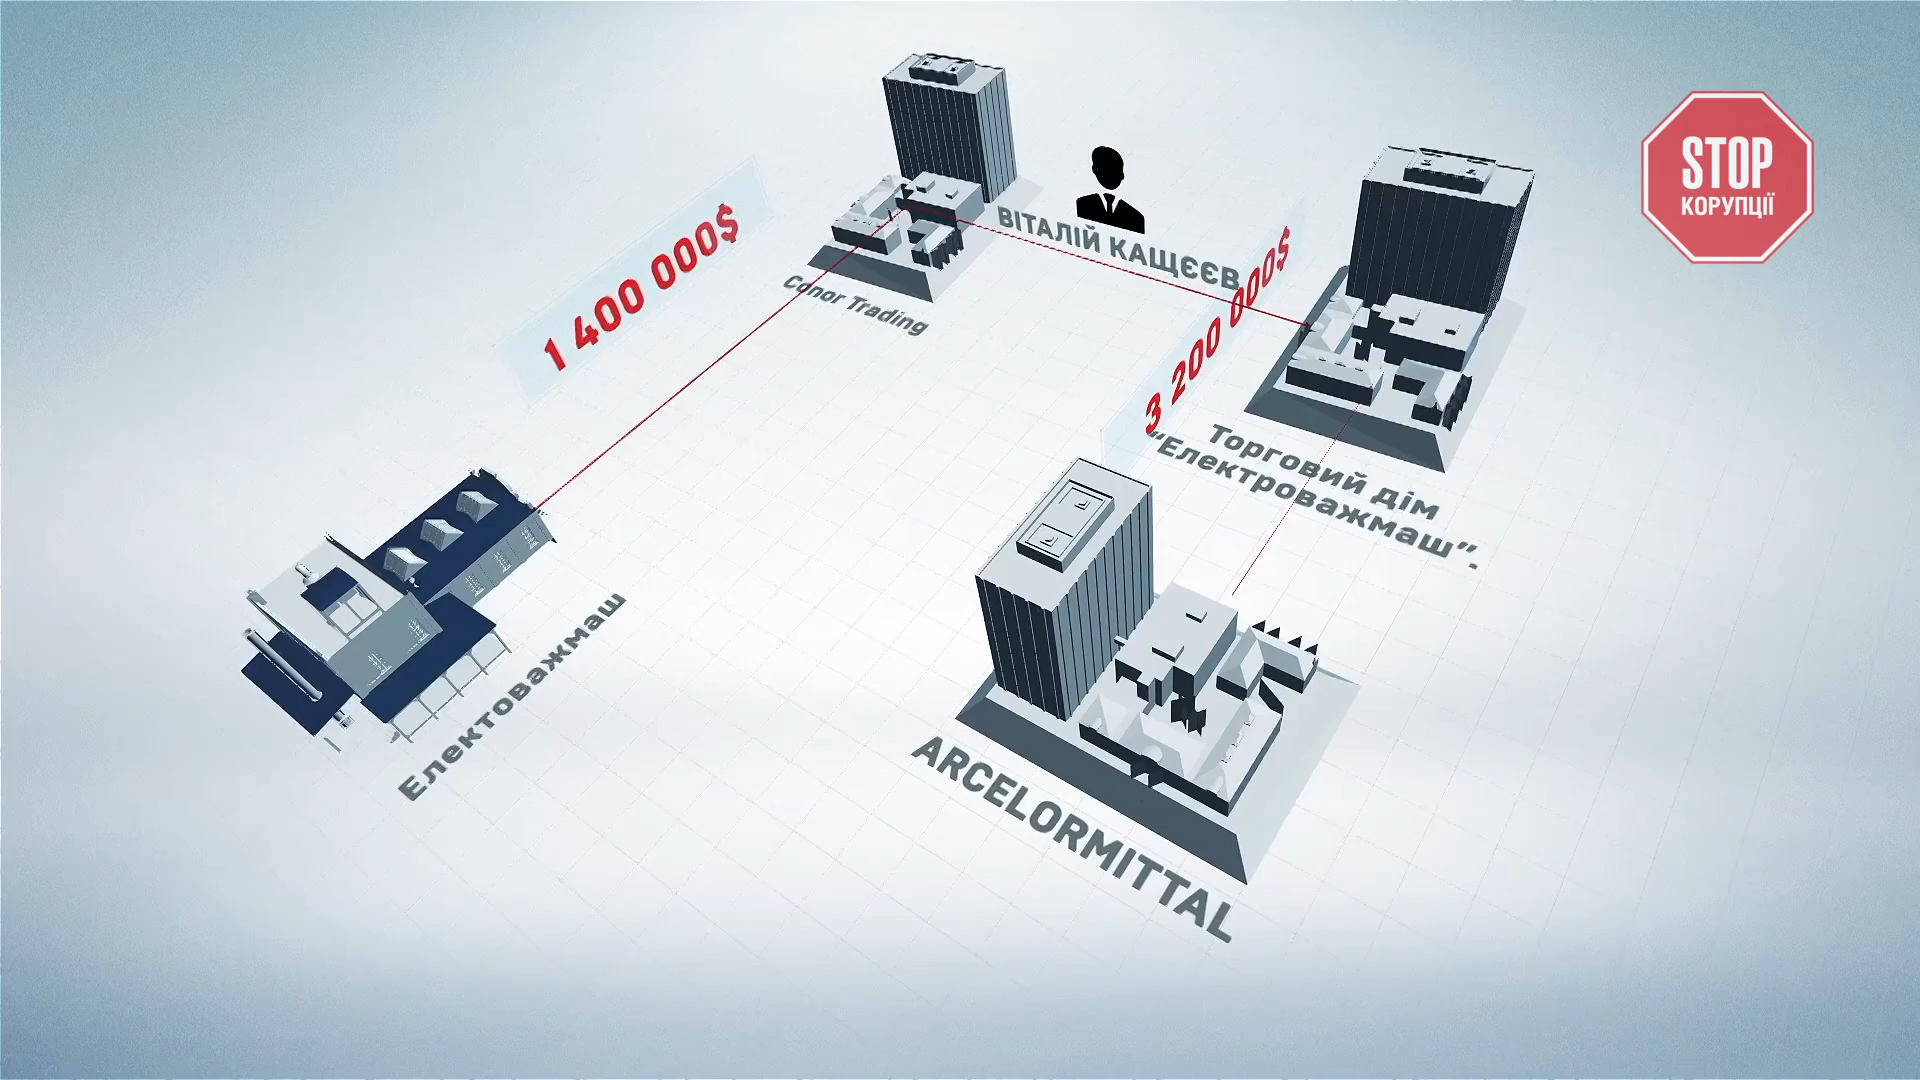 STOP
КОРУПЦІЇ
ВІТАЛІЙ КАЩЄЄВ
1 400 000$
3 200 000$
Conor Trading
Торговий дім
“Електроважмаш”.
Електоважмаш
ARCELORMITTAL